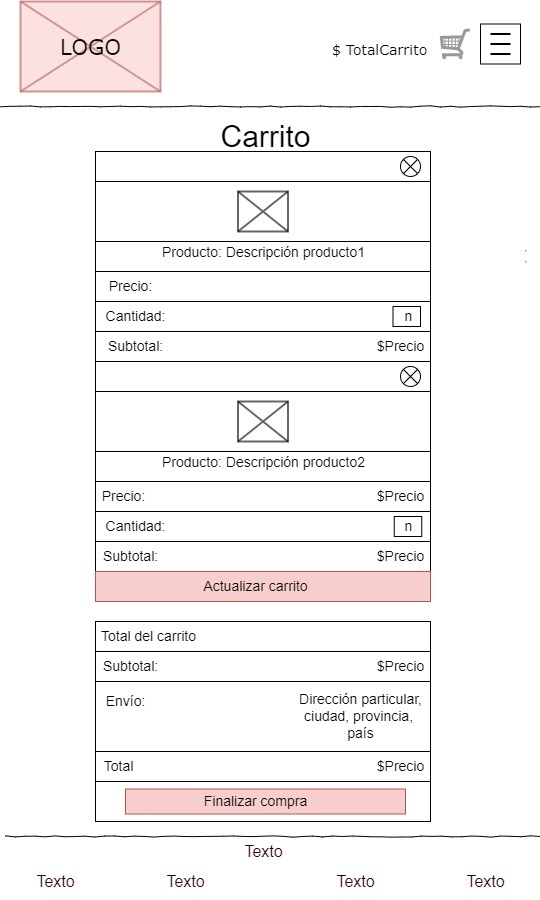 LOGO
$ TotalCarrito
Carrito
Producto: Descripción producto1
Precio:
Cantidad: n
Subtotal: $Precio
Producto: Descripción producto2
Precio: $Precio
Cantidad: n
Subtotal: $Precio
Actualizar carrito
Total del carrito
Subtotal: $Precio
Envío: Dirección particular,
ciudad, provincia,
país
Total $Precio
Finalizar compra
Texto
Texto Texto Texto Texto